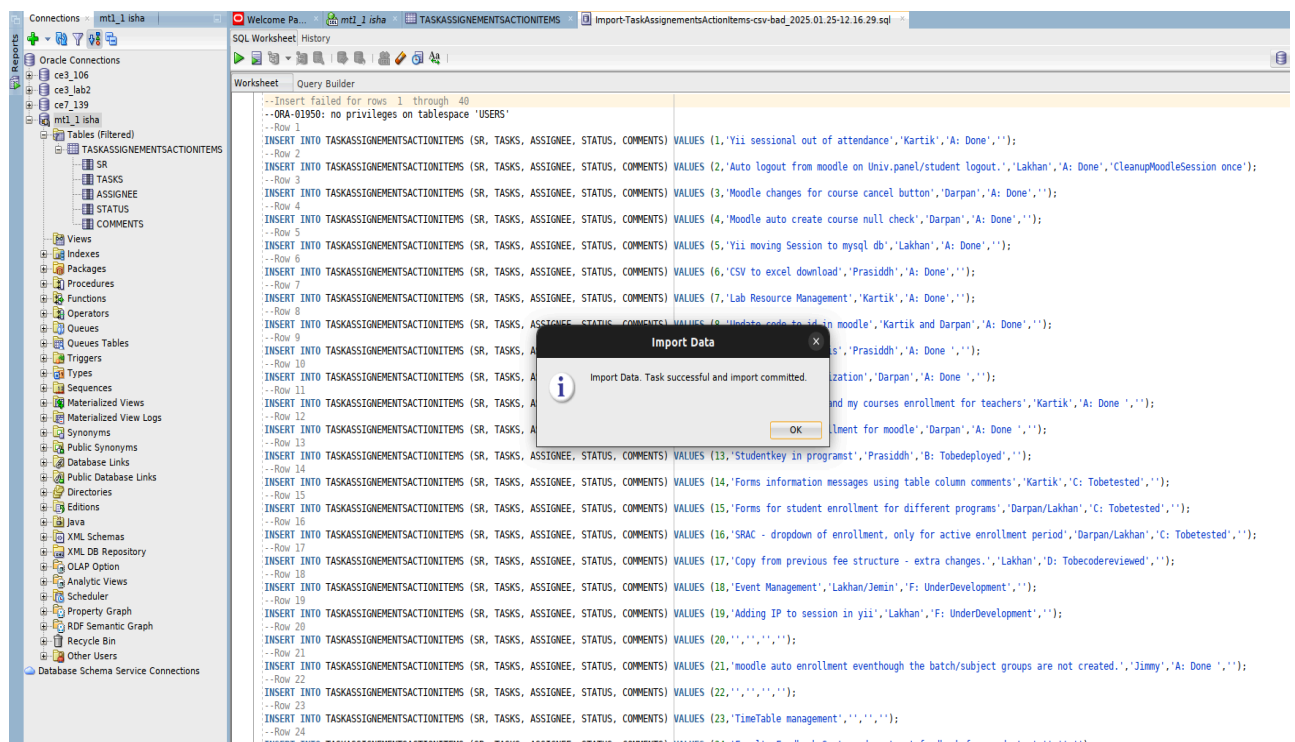 Connections
mt1_1 isha
Reports
Oracle Connections
ce3_106
ce3_lab2
ce7_139
mt1_1 isha
Tables (Filtered)
TASKASSIGNEMENTSACTIONITEMS
SR
TASKS
ASSIGNEE
STATUS
COMMENTS
Views
Indexes
Packages
Procedures
Functions
Operators
Queues
Queues Tables
Triggers
Types
Sequences
Materialized Views
Materialized View Logs
Synonyms
Public Synonyms
Database Links
Public Database Links
Directories
Editions
Java
XML Schemas
XML DB Repository
OLAP Option
Analytic Views
Scheduler
Property Graph
RDF Semantic Graph
Recycle Bin
Other Users
Database Schema Service Connections
Welcome Pa...
mt1_1 isha
TASKASSIGNEMENTSACTIONITEMS
Import-TaskAssignementsActionItems-csv-bad_2025.01.25-12.16.29.sql
SQL Worksheet History
Worksheet Query Builder
--Insert failed for rows 1 through 40
--ORA-01950: no privileges on tablespace 'USERS'
--Row 1
INSERT INTO TASKASSIGNEMENTSACTIONITEMS (SR, TASKS, ASSIGNEE, STATUS, COMMENTS) VALUES (1,'Yii sessional out of attendance','Kartik','A: Done','');
--Row 2
INSERT INTO TASKASSIGNEMENTSACTIONITEMS (SR, TASKS, ASSIGNEE, STATUS, COMMENTS) VALUES (2,'Auto logout from moodle on Univ.panel/student logout.','Lakhan','A: Done','CleanupMoodleSession once');
--Row 3
INSERT INTO TASKASSIGNEMENTSACTIONITEMS (SR, TASKS, ASSIGNEE, STATUS, COMMENTS) VALUES (3,'Moodle changes for course cancel button','Darpan','A: Done','');
--Row 4
INSERT INTO TASKASSIGNEMENTSACTIONITEMS (SR, TASKS, ASSIGNEE, STATUS, COMMENTS) VALUES (4,'Moodle auto create course null check','Darpan','A: Done','');
--Row 5
INSERT INTO TASKASSIGNEMENTSACTIONITEMS (SR, TASKS, ASSIGNEE, STATUS, COMMENTS) VALUES (5,'Yii moving Session to mysql db','Lakhan','A: Done','');
--Row 6
INSERT INTO TASKASSIGNEMENTSACTIONITEMS (SR, TASKS, ASSIGNEE, STATUS, COMMENTS) VALUES (6,'CSV to excel download','Prasiddh','A: Done','');
--Row 7
INSERT INTO TASKASSIGNEMENTSACTIONITEMS (SR, TASKS, ASSIGNEE, STATUS, COMMENTS) VALUES (7,'Lab Resource Management','Kartik','A: Done','');
--Row 8
INSERT INTO TASKASSIGNEMENTSACTIONITEMS (SR, TASKS, ASSIGNEE, STATUS, COMMENTS) VALUES (8,'Update code to id in moodle','Kartik and Darpan','A: Done','');
--Row 9
INSERT INTO TASKASSIGNEMENTSACTIONITEMS (SR, TASKS, A is','Prasiddh','A: Done ','');
--Row 10
INSERT INTO TASKASSIGNEMENTSACTIONITEMS (SR, TASKS, A ization','Darpan','A: Done ','');
--Row 11
INSERT INTO TASKASSIGNEMENTSACTIONITEMS (SR, TASKS, A nd my courses enrollment for teachers','Kartik','A: Done ','');
--Row 12
INSERT INTO TASKASSIGNEMENTSACTIONITEMS (SR, TASKS, A lment for moodle','Darpan','A: Done ','');
--Row 13
INSERT INTO TASKASSIGNEMENTSACTIONITEMS (SR, TASKS, ASSIGNEE, STATUS, COMMENTS) VALUES (13,'Studentkey in programst','Prasiddh','B: Tobedeployed','');
--Row 14
INSERT INTO TASKASSIGNEMENTSACTIONITEMS (SR, TASKS, ASSIGNEE, STATUS, COMMENTS) VALUES (14,'Forms information messages using table column comments','Kartik','C: Tobetested','');
--Row 15
INSERT INTO TASKASSIGNEMENTSACTIONITEMS (SR, TASKS, ASSIGNEE, STATUS, COMMENTS) VALUES (15,'Forms for student enrollment for different programs','Darpan/Lakhan','C: Tobetested','');
--Row 16
INSERT INTO TASKASSIGNEMENTSACTIONITEMS (SR, TASKS, ASSIGNEE, STATUS, COMMENTS) VALUES (16,'SRAC - dropdown of enrollment, only for active enrollment period','Darpan/Lakhan','C: Tobetested','');
--Row 17
INSERT INTO TASKASSIGNEMENTSACTIONITEMS (SR, TASKS, ASSIGNEE, STATUS, COMMENTS) VALUES (17,'Copy from previous fee structure - extra changes.','Lakhan','D: Tobecodereviewed','');
--Row 18
INSERT INTO TASKASSIGNEMENTSACTIONITEMS (SR, TASKS, ASSIGNEE, STATUS, COMMENTS) VALUES (18,'Event Management','Lakhan/Jemin','F: UnderDevelopment','');
--Row 19
INSERT INTO TASKASSIGNEMENTSACTIONITEMS (SR, TASKS, ASSIGNEE, STATUS, COMMENTS) VALUES (19,'Adding IP to session in yii','Lakhan','F: UnderDevelopment','');
--Row 20
INSERT INTO TASKASSIGNEMENTSACTIONITEMS (SR, TASKS, ASSIGNEE, STATUS, COMMENTS) VALUES (20,'','','','');
--Row 21
INSERT INTO TASKASSIGNEMENTSACTIONITEMS (SR, TASKS, ASSIGNEE, STATUS, COMMENTS) VALUES (21,'moodle auto enrollment eventhough the batch/subject groups are not created.','Jimmy','A: Done ','');
--Row 22
INSERT INTO TASKASSIGNEMENTSACTIONITEMS (SR, TASKS, ASSIGNEE, STATUS, COMMENTS) VALUES (22,'','','','');
--Row 23
INSERT INTO TASKASSIGNEMENTSACTIONITEMS (SR, TASKS, ASSIGNEE, STATUS, COMMENTS) VALUES (23,'TimeTable management','','','');
--Row 24
Import Data
Import Data. Task successful and import committed.
OK